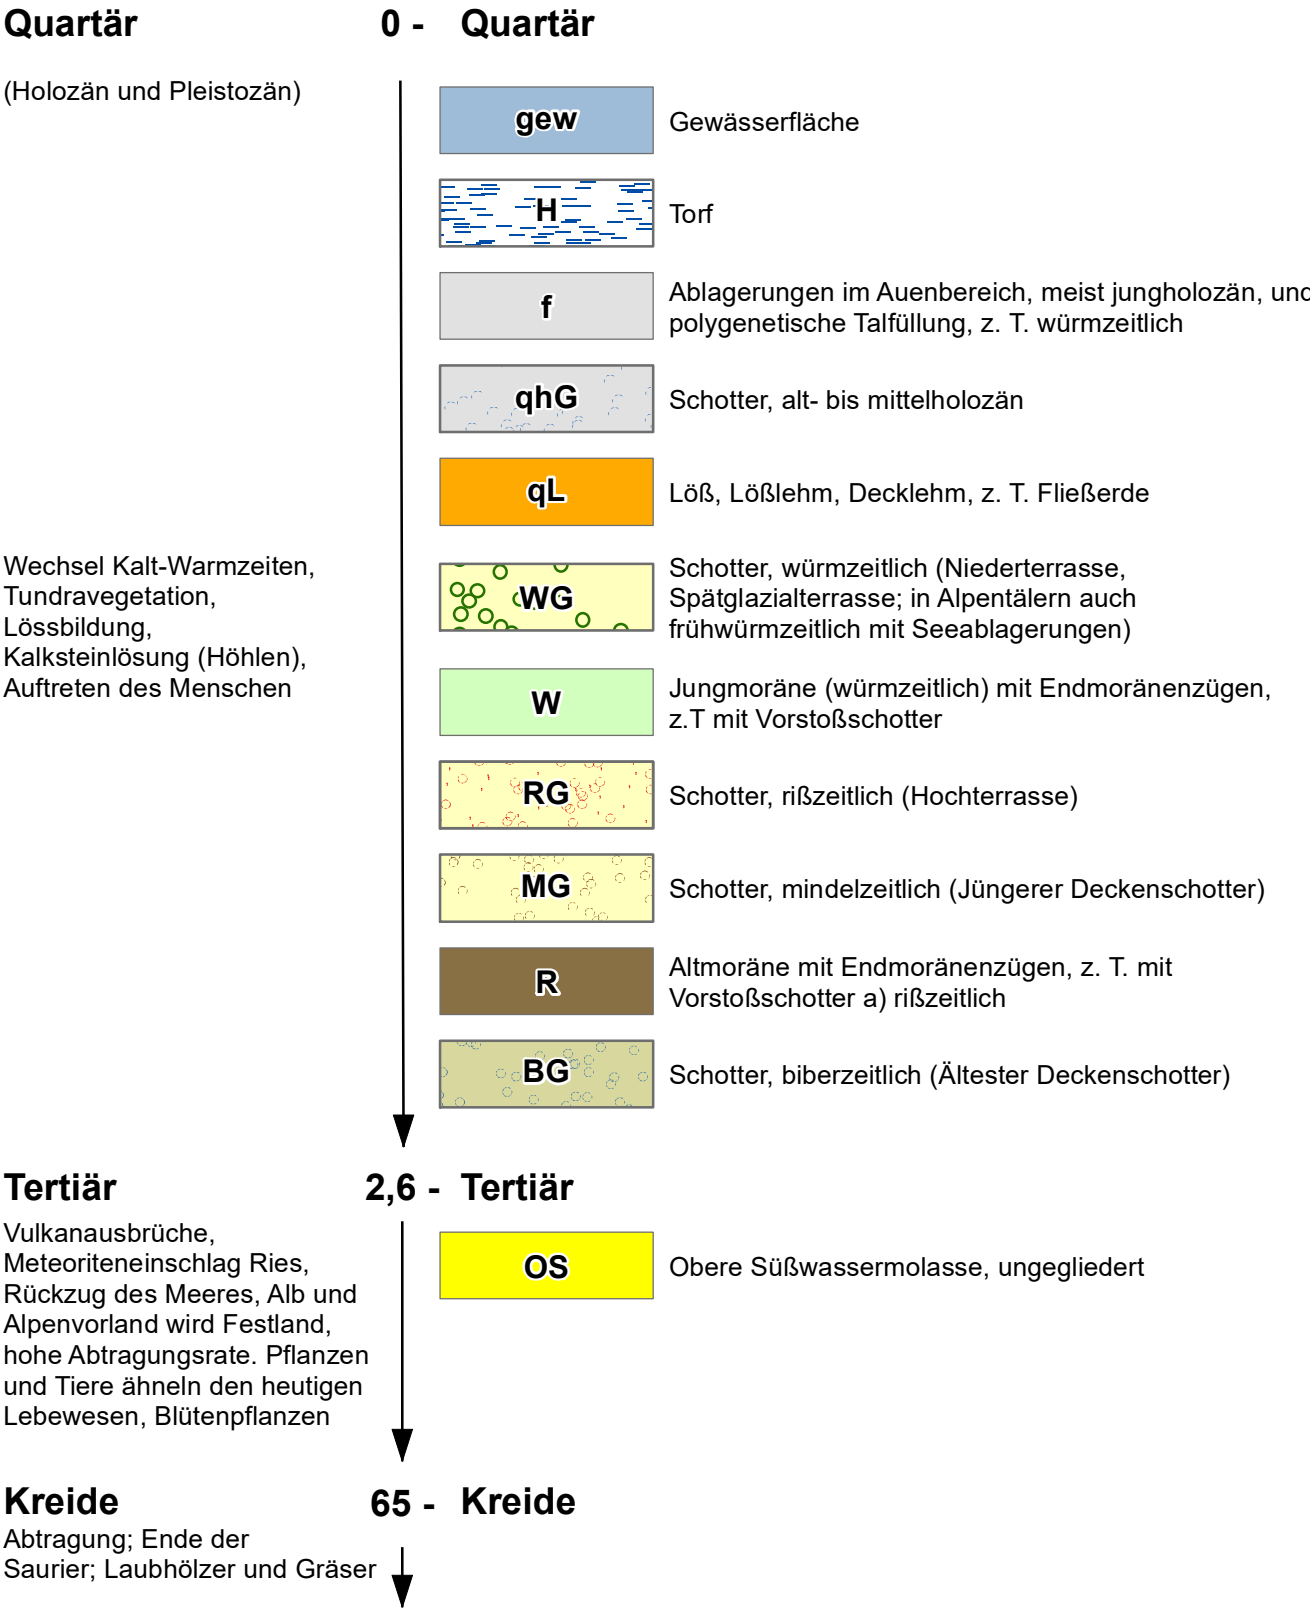 Quartär 0 - Quartär
(Holozän und Pleistozän)
gew Gewässerfläche
H Torf
f Ablagerungen im Auenbereich, meist jungholozän, und
polygenetische Talfüllung, z. T. würmzeitlich
qhG Schotter, alt- bis mittelholozän
qL Löß, Lößlehm, Decklehm, z. T. Fließerde
Wechsel Kalt-Warmzeiten,
Tundravegetation,
Lössbildung,
Kalksteinlösung (Höhlen),
Auftreten des Menschen
WG Schotter, würmzeitlich (Niederterrasse,
Spätglazialterrasse; in Alpentälern auch
frühwürmzeitlich mit Seeablagerungen)
W Jungmoräne (würmzeitlich) mit Endmoränenzügen,
z.T mit Vorstoßschotter
RG Schotter, rißzeitlich (Hochterrasse)
MG Schotter, mindelzeitlich (Jüngerer Deckenschotter)
R Altmoräne mit Endmoränenzügen, z. T. mit
Vorstoßschotter a) rißzeitlich
BG Schotter, biberzeitlich (Ältester Deckenschotter)
Tertiär 2,6 - Tertiär
Vulkanausbrüche,
Meteoriteneinschlag Ries,
Rückzug des Meeres, Alb und
Alpenvorland wird Festland,
hohe Abtragungsrate. Pflanzen
und Tiere ähneln den heutigen
Lebewesen, Blütenpflanzen
OS Obere Süßwassermolasse, ungegliedert
Kreide 65 - Kreide
Abtragung; Ende der
Saurier; Laubhölzer und Gräser